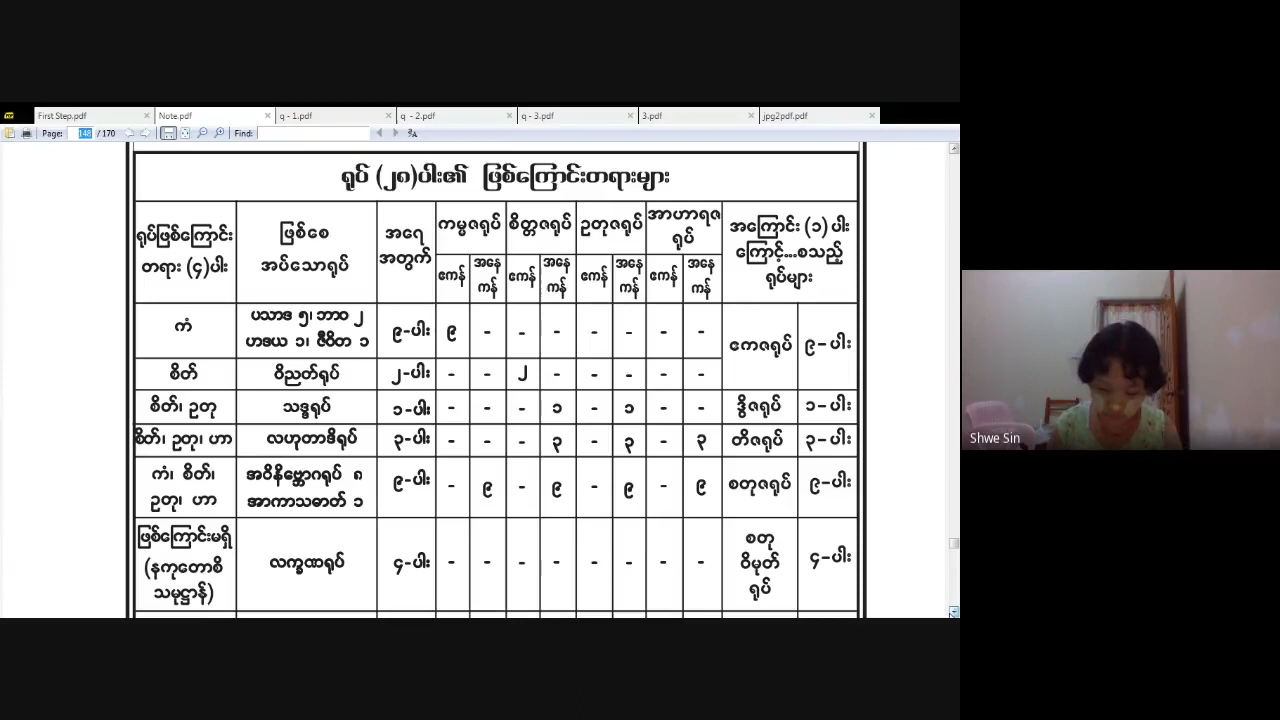 First Step.pdf
Note.pdf
q - 1.pdf
q - 2.pdf
q - 3.pdf
3.pdf
jpg2pdf.pdf
Page: 148 / 170
Find:
ရုပ် (၂၈)ပါး၏ ဖြစ်ကြောင်းတရားများ
ရုပ်ဖြစ်ကြောင်း
တရား (၄)ပါး
ဖြစ်စေ
အပ်သောရုပ်
အရေ
အတွက်
ကမ္မဇရုပ်
စိတ္တဇရုပ်
ဥတုဇရုပ်
အာဟာရဇ
ရုပ်
အကြောင်း (၁) ပါး
ကြောင့်...စသည့်
ရုပ်များ
ဧကန်
အနေ
ကန်
ဧကန်
အနေ
ကန်
ဧကန်
အနေ
ကန်
ဧကန်
အနေ
ကန်
ကံ
ပသာဒ ၅၊ ဘာဝ ၂
ဟဒယ ၁၊ ဇီဝိတ ၁
၉-ပါး ၉ - - - - - - -
ဧကဇရုပ် ၉-ပါး
စိတ် ဝိညတ်ရုပ် ၂-ပါး - - ၂ - - - - -
စိတ်၊ ဥတု သဒ္ဒရုပ် ၁-ပါး - - - ၁ - ၁ - - ဒွိဇရုပ် ၁-ပါး
စိတ်၊ ဥတု၊ ဟာ လဟုတာဒိရုပ် ၃-ပါး - - - ၃ - ၃ - ၃ တိဇရုပ် ၃-ပါး
ကံ၊ စိတ်၊
ဥတု၊ ဟာ
အဝိနိဗ္ဘောဂရုပ် ၈
အာကာသဓာတ် ၁
၉-ပါး - ၉ - ၉ - ၉ - ၉ စတုဇရုပ် ၉-ပါး
ဖြစ်ကြောင်းမရှိ
(နကုတောစိ
သမုဋ္ဌာန်)
လက္ခဏရုပ် ၄-ပါး - - - - - - - -
စတု
ဝိမုတ်
ရုပ်
၄-ပါး
Shwe Sin